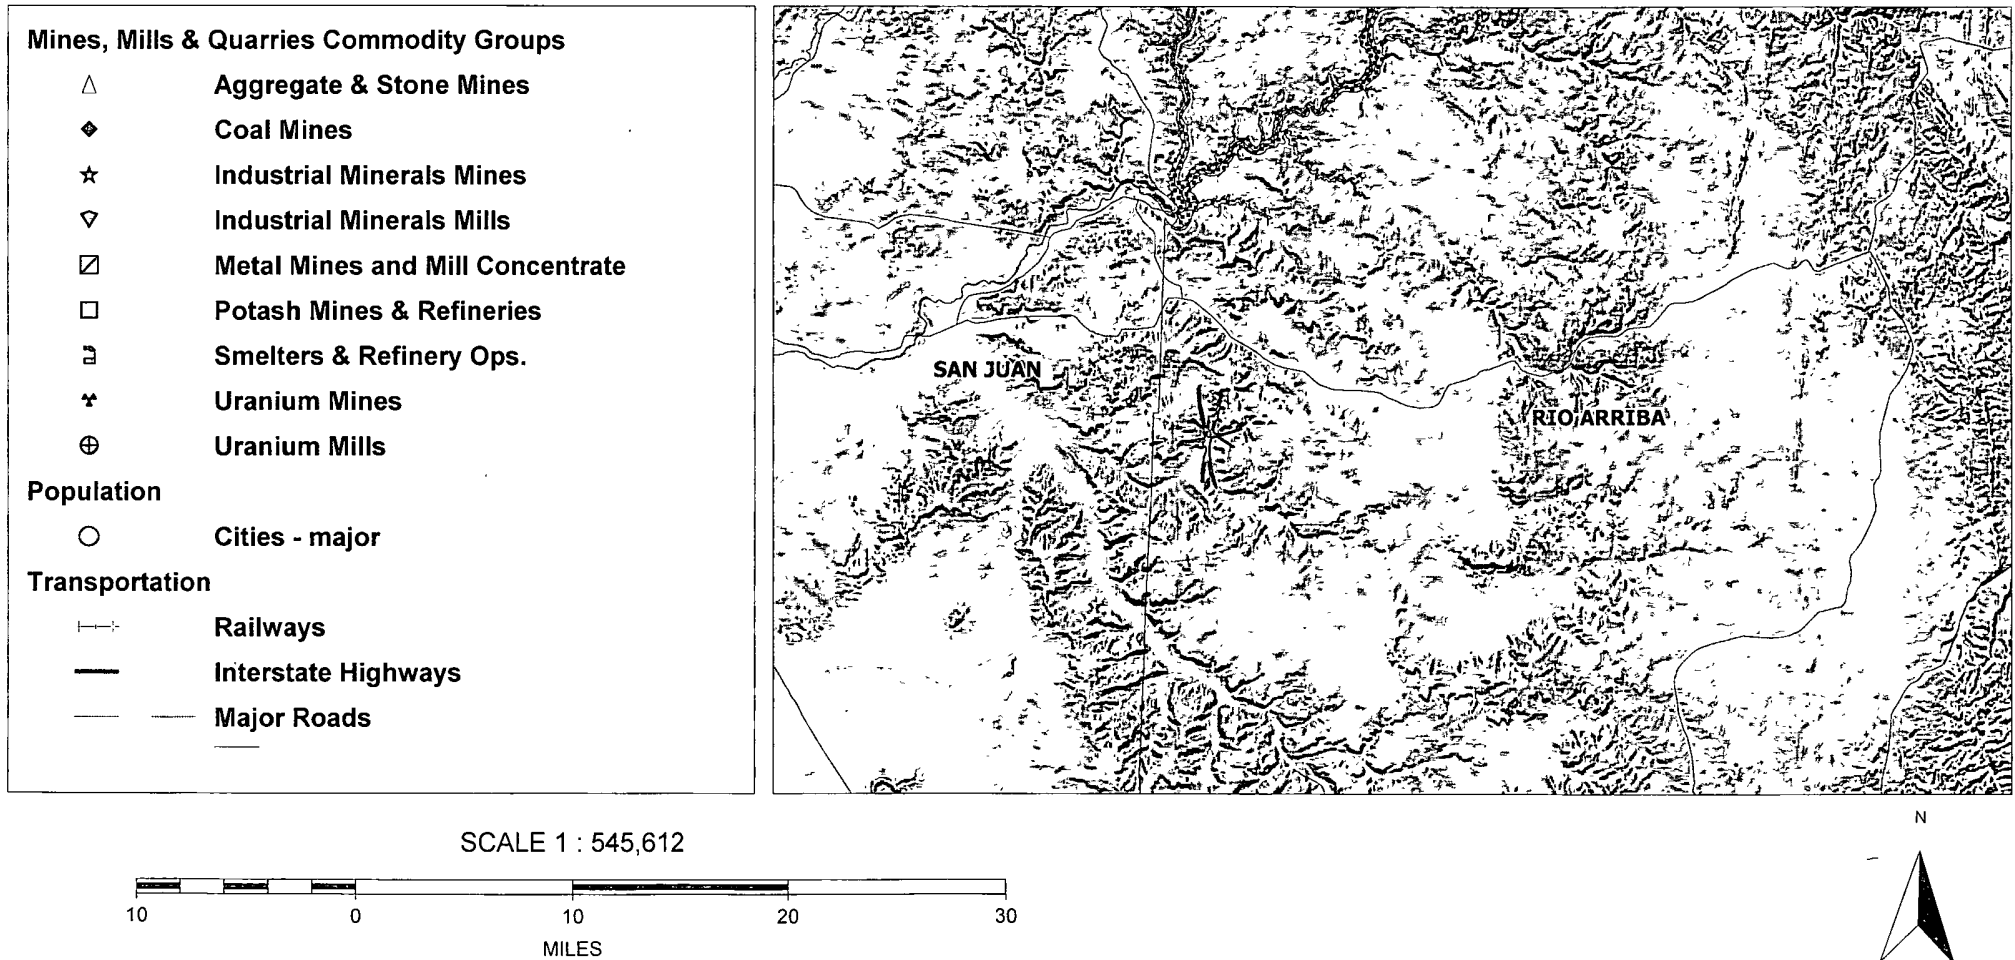 Mines, Mills & Quarries Commodity Groups
Aggregate & Stone Mines
Coal Mines
Industrial Minerals Mines
Industrial Minerals Mills
Metal Mines and Mill Concentrate
Potash Mines & Refineries
Smelters & Refinery Ops.
Uranium Mines
Uranium Mills
Population
Cities - major
Transportation
Railways
Interstate Highways
Major Roads
SAN JUAN
RIO ARRIBA
SCALE 1 : 545,612
10 0 10 20 30
MILES
N